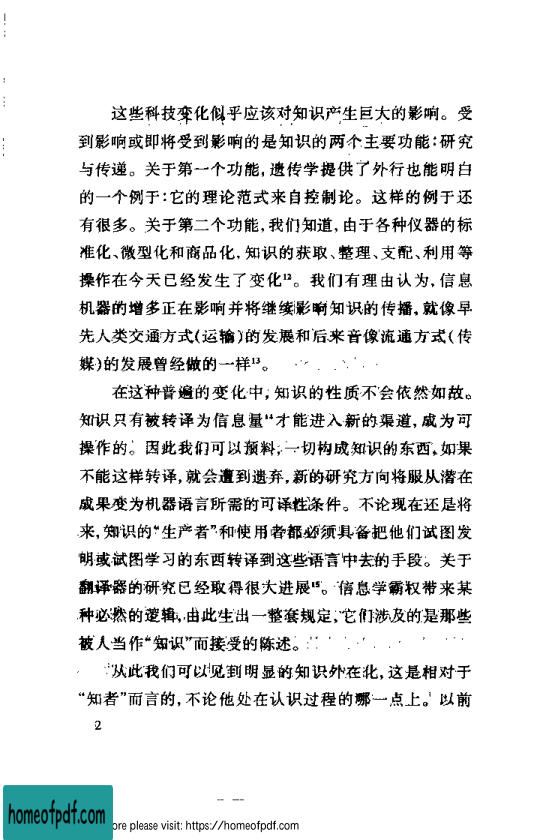 这些科技变化似乎应该对知识产生巨大的影响。受
到影响或即将受到影响的是知识的两个主要功能:研究
与传递。关于第一个功能,遗传学提供了外行也能明白
的一个例子:它的理论范式来自控制论。这样的例子还
有很多。关于第二个功能,我们知道,由于各种仪器的标
准化、微型化和商品化,知识的获取、整理、支配、利用等
操作在今天已经发生了变化¹²。我们有理由认为,信息
机器的增多正在影响并将继续影响知识的传播,就像早
先人类交通方式(运输)的发展和后来音像流通方式(传
媒)的发展曾经做的一样¹³。
在这种普遍的变化中,知识的性质不会依然如故。
知识只有被转译为信息量¹⁴才能进入新的渠道,成为可
操作的。因此我们可以预料,一切构成知识的东西,如果
不能这样转译,就会遭到遗弃,新的研究方向将服从潜在
成果变为机器语言所需的可译性条件。不论现在还是将
来,知识的“生产者”和使用者都必须具备把他们试图发
明或试图学习的东西转译到这些语言中去的手段。关于
翻译器的研究已经取得很大进展¹⁵。信息学霸权带来某
种必然的逻辑,由此生出一整套规定,它们涉及的是那些
被人当作“知识”而接受的陈述。
从此我们可以见到明显的知识外在化,这是相对于
“知者”而言的,不论他处在认识过程的哪一点上。以前
2
homeofpdf.com
ore please visit: https://homeofpdf.com